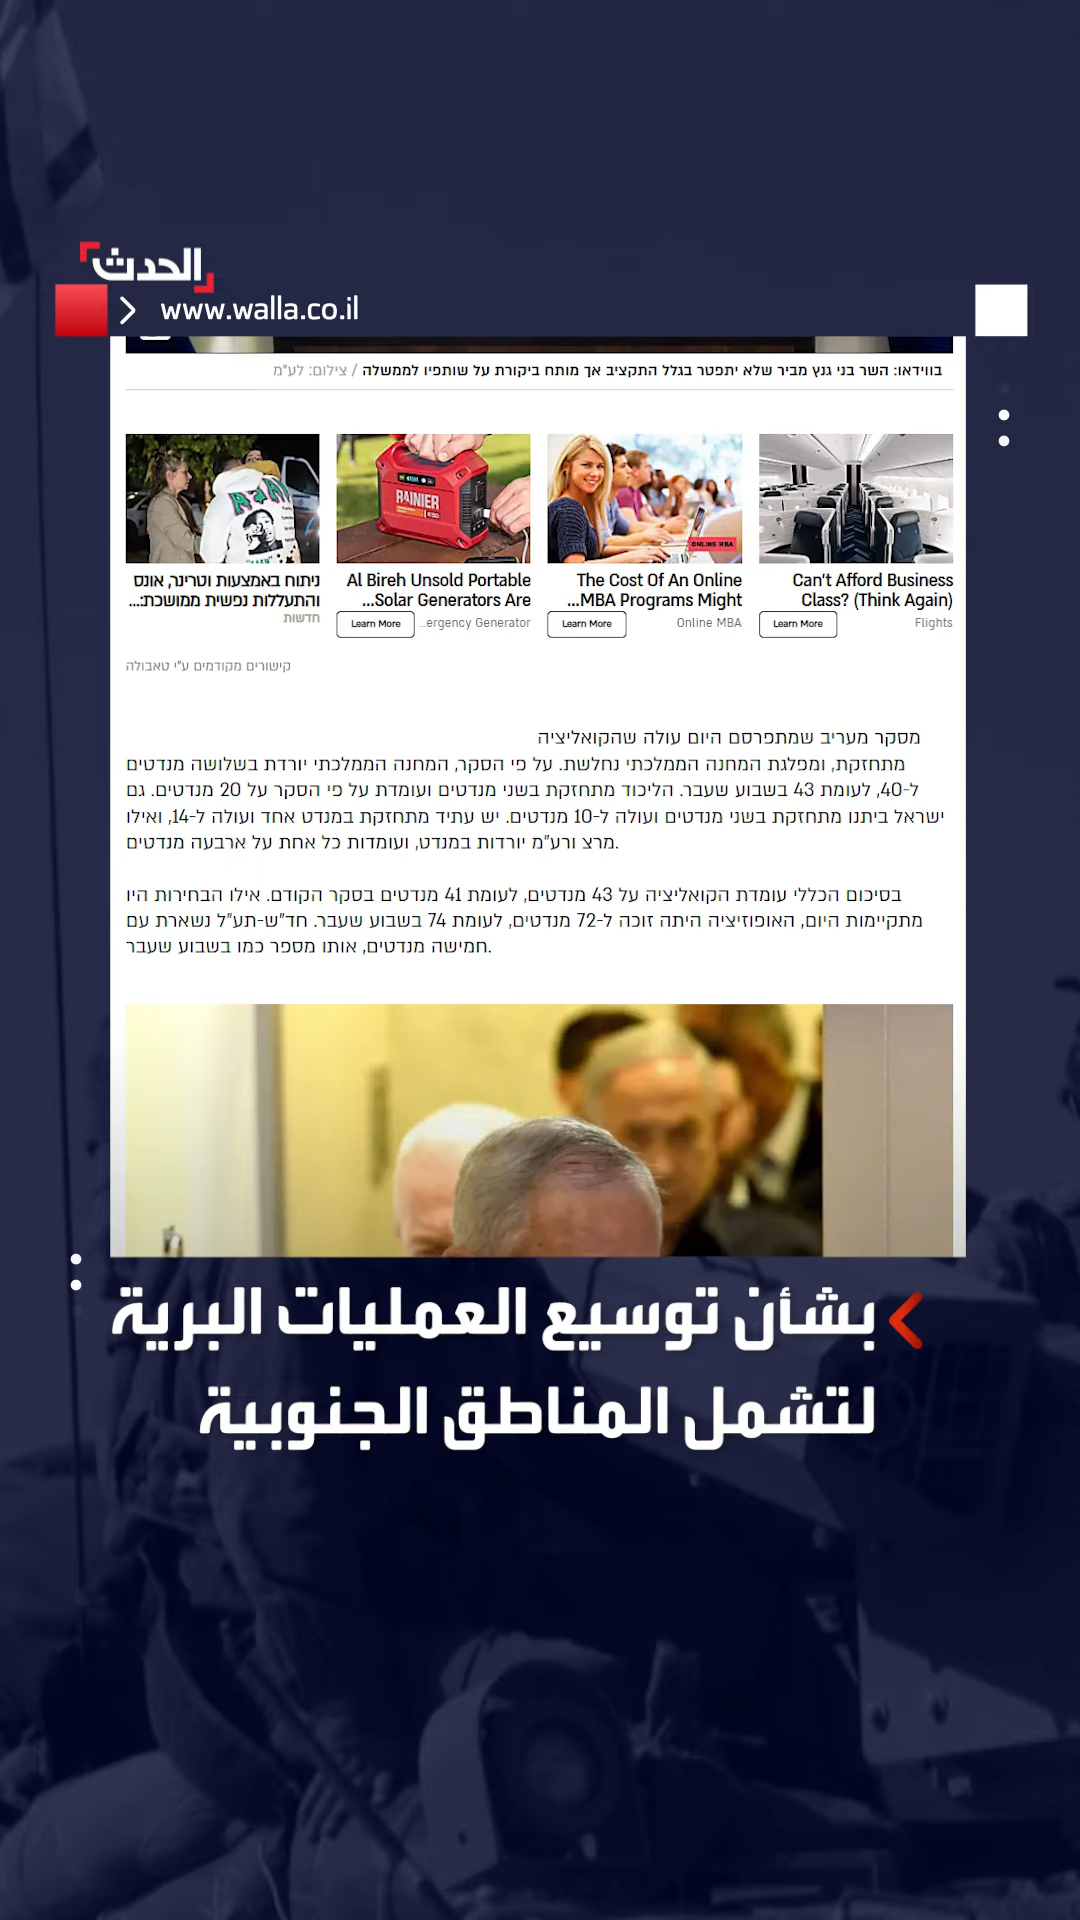 الحدث
www.walla.co.il
בווידאו: השר בני גנץ מביר שלא יתפטר בגלל התקציב אך מותח ביקורת על שותפיו לממשלה / צילום: לע"מ
RAINIER
ONLINE MBA
Can't Afford Business
Class? (Think Again)
Flights
Learn More
The Cost Of An Online
...MBA Programs Might
Online MBA
Learn More
Al Bireh Unsold Portable
...Solar Generators Are
...ergency Generator
Learn More
ניתוח באמצעות וטרינר, אונס
והתעללות נפשית ממושכת:...
חדשות
קישורים מקודמים ע"י טאבולה
מסקר מעריב שמתפרסם היום עולה שהקואליציה
מתחזקת, ומפלגת המחנה הממלכתי נחלשת. על פי הסקר, המחנה הממלכתי יורדת בשלושה מנדטים
ל-40, לעומת 43 בשבוע שעבר. הליכוד מתחזקת בשני מנדטים ועומדת על פי הסקר על 20 מנדטים. גם
ישראל ביתנו מתחזקת בשני מנדטים ועולה ל-10 מנדטים. יש עתיד מתחזקת במנדט אחד ועולה ל-14, ואילו
מרצ ורע"מ יורדות במנדט, ועומדות כל אחת על ארבעה מנדטים.
בסיכום הכללי עומדת הקואליציה על 43 מנדטים, לעומת 41 מנדטים בסקר הקודם. אילו הבחירות היו
מתקיימות היום, האופוזיציה היתה זוכה ל-72 מנדטים, לעומת 74 בשבוע שעבר. חד"ש-תע"ל נשארת עם
חמישה מנדטים, אותו מספר כמו בשבוע שעבר.
بشأن توسيع العمليات البرية
لتشمل المناطق الجنوبية